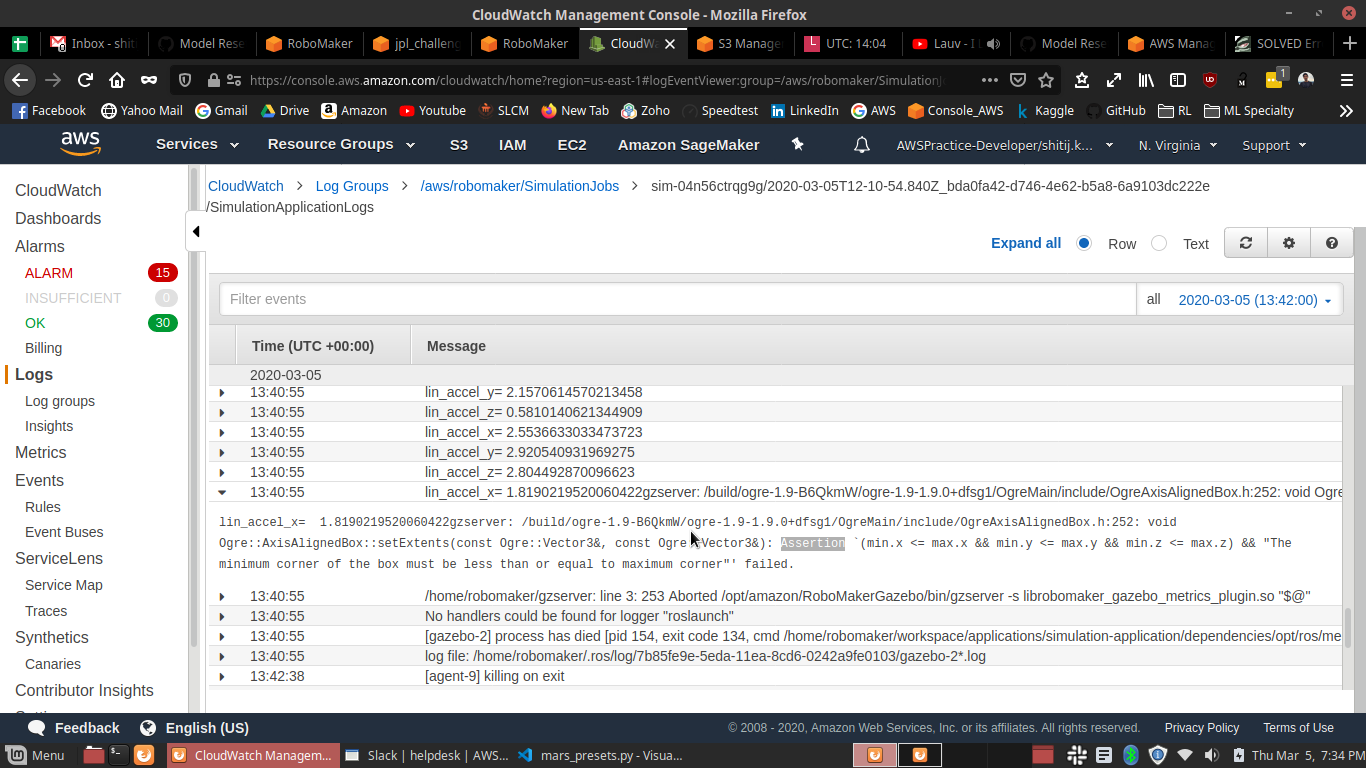 CloudWatch Management Console - Mozilla Firefox
Inbox - shiti
Model Rese
RoboMaker
jpl_challeng
RoboMaker
CloudWa
S3 Manage
UTC: 14:04
Lauv - I L
Model Rese
AWS Mana
SOLVED Er
https://console.aws.amazon.com/cloudwatch/home?region=us-east-1#logEventViewer:group=/aws/robomaker/SimulationJ
1
Facebook
Yahoo Mail
Gmail
Drive
Amazon
Youtube
SLCM
New Tab
Zoho
Speedtest
LinkedIn
AWS
Console_AWS
Kaggle
GitHub
RL
ML Specialty
aws
Services
Resource Groups
S3
IAM
EC2
Amazon SageMaker
AWSPractice-Developer/shitij.k...
N. Virginia
Support
CloudWatch
Dashboards
Alarms
ALARM 15
INSUFFICIENT 0
OK 30
Billing
Logs
Log groups
Insights
Metrics
Events
Rules
Event Buses
ServiceLens
Service Map
Traces
Synthetics
Canaries
Contributor Insights
CloudWatch
Log Groups
/aws/robomaker/SimulationJobs
sim-04n56ctrqg9g/2020-03-05T12-10-54.840Z_bda0fa42-d746-4e62-b5a8-6a9103dc222e
/SimulationApplicationLogs
Expand all Row Text
Filter events
all 2020-03-05 (13:42:00)
Time (UTC +00:00) Message
2020-03-05
13:40:55 lin_accel_y= 2.1570614570213458
13:40:55 lin_accel_z= 0.5810140621344909
13:40:55 lin_accel_x= 2.5536633033473723
13:40:55 lin_accel_y= 2.920540931969275
13:40:55 lin_accel_z= 2.804492870096623
13:40:55 lin_accel_x= 1.8190219520060422gzserver: /build/ogre-1.9-B6QkmW/ogre-1.9-1.9.0+dfsg1/OgreMain/include/OgreAxisAlignedBox.h:252: void Ogre
lin_accel_x= 1.8190219520060422gzserver: /build/ogre-1.9-B6QkmW/ogre-1.9-1.9.0+dfsg1/OgreMain/include/OgreAxisAlignedBox.h:252: void
Ogre::AxisAlignedBox::setExtents(const Ogre::Vector3&, const Ogre::Vector3&): Assertion `(min.x <= max.x && min.y <= max.y && min.z <= max.z) && "The
minimum corner of the box must be less than or equal to maximum corner"' failed.
13:40:55 /home/robomaker/gzserver: line 3: 253 Aborted /opt/amazon/RoboMakerGazebo/bin/gzserver -s librobomaker_gazebo_metrics_plugin.so "$@"
13:40:55 No handlers could be found for logger "roslaunch"
13:40:55 [gazebo-2] process has died [pid 154, exit code 134, cmd /home/robomaker/workspace/applications/simulation-application/dependencies/opt/ros/me
13:40:55 log file: /home/robomaker/.ros/log/7b85fe9e-5eda-11ea-8cd6-0242a9fe0103/gazebo-2*.log
13:42:38 [agent-9] killing on exit
Feedback
English (US)
© 2008 - 2020, Amazon Web Services, Inc. or its affiliates. All rights reserved.
Privacy Policy
Terms of Use
Menu
CloudWatch Managem...
Slack | helpdesk | AWS...
mars_presets.py - Visua...
Thu Mar 5, 7:34 PM